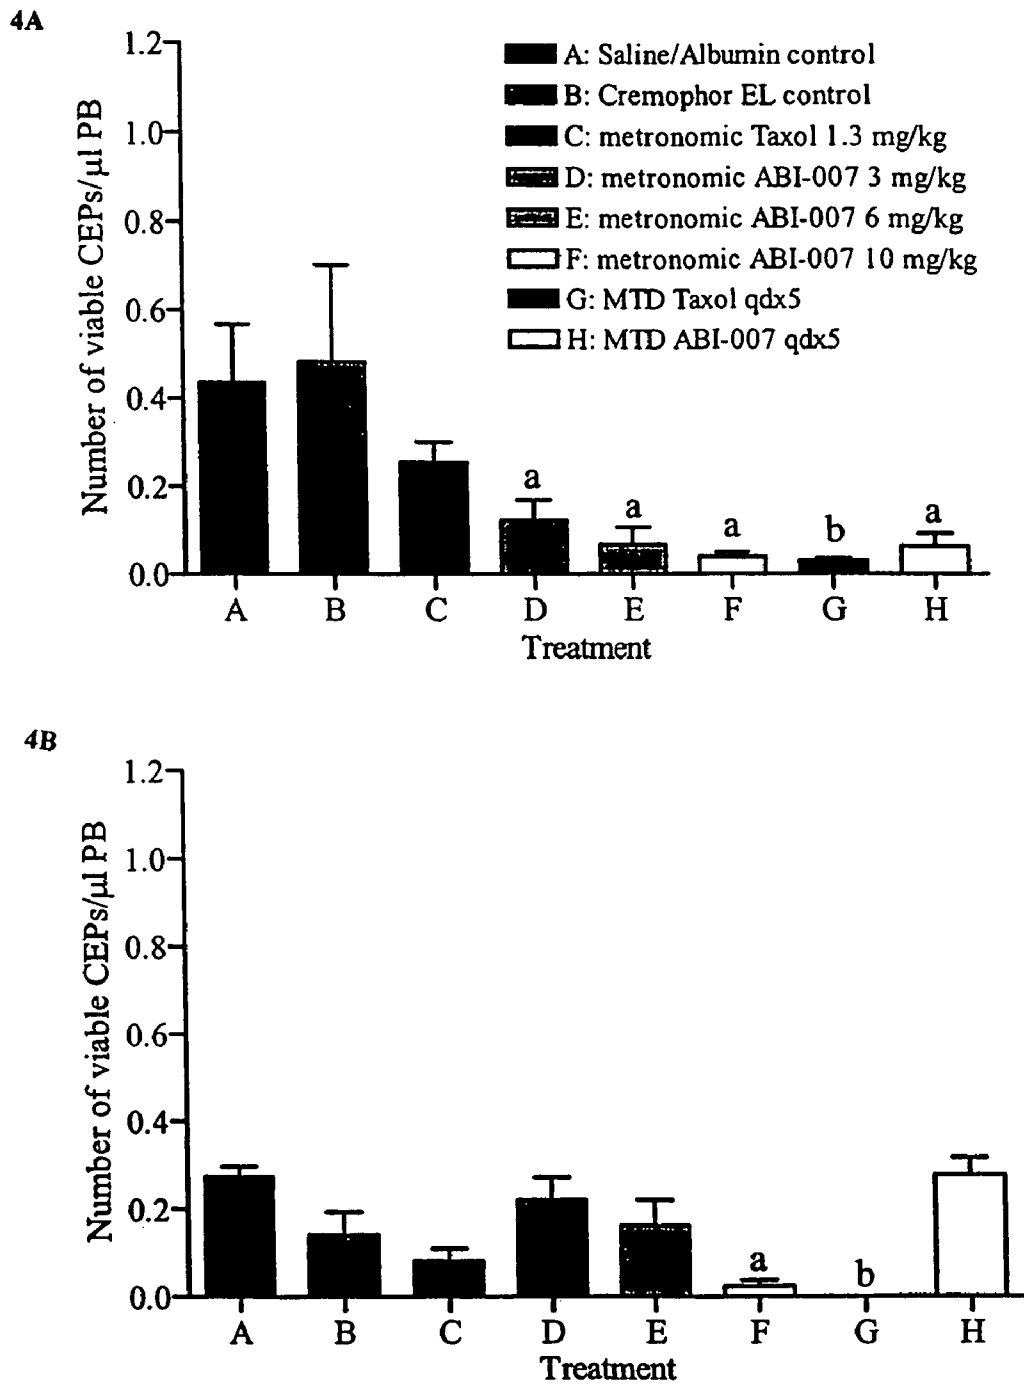 4A
Number of viable CEPs/µl PB
1.2
1.0
0.8
0.6
0.4
0.2
0.0
A: Saline/Albumin control
B: Cremophor EL control
C: metronomic Taxol 1.3 mg/kg
D: metronomic ABI-007 3 mg/kg
E: metronomic ABI-007 6 mg/kg
F: metronomic ABI-007 10 mg/kg
G: MTD Taxol qdx5
H: MTD ABI-007 qdx5
a a a b a
A B C D E F G H
Treatment
4B
Number of viable CEPs/µl PB
1.2
1.0
0.8
0.6
0.4
0.2
0.0
a b
A B C D E F G H
Treatment